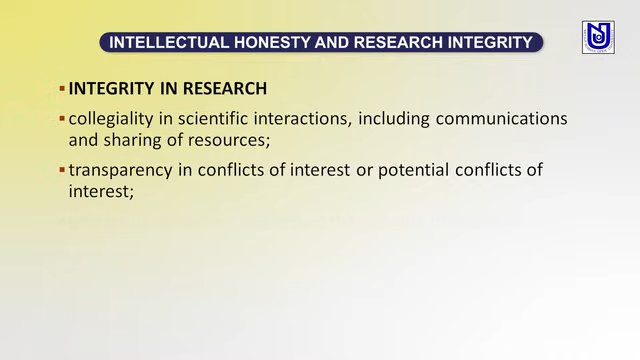 INTELLECTUAL HONESTY AND RESEARCH INTEGRITY
INTEGRITY IN RESEARCH
collegiality in scientific interactions, including communications
and sharing of resources;
transparency in conflicts of interest or potential conflicts of
interest;